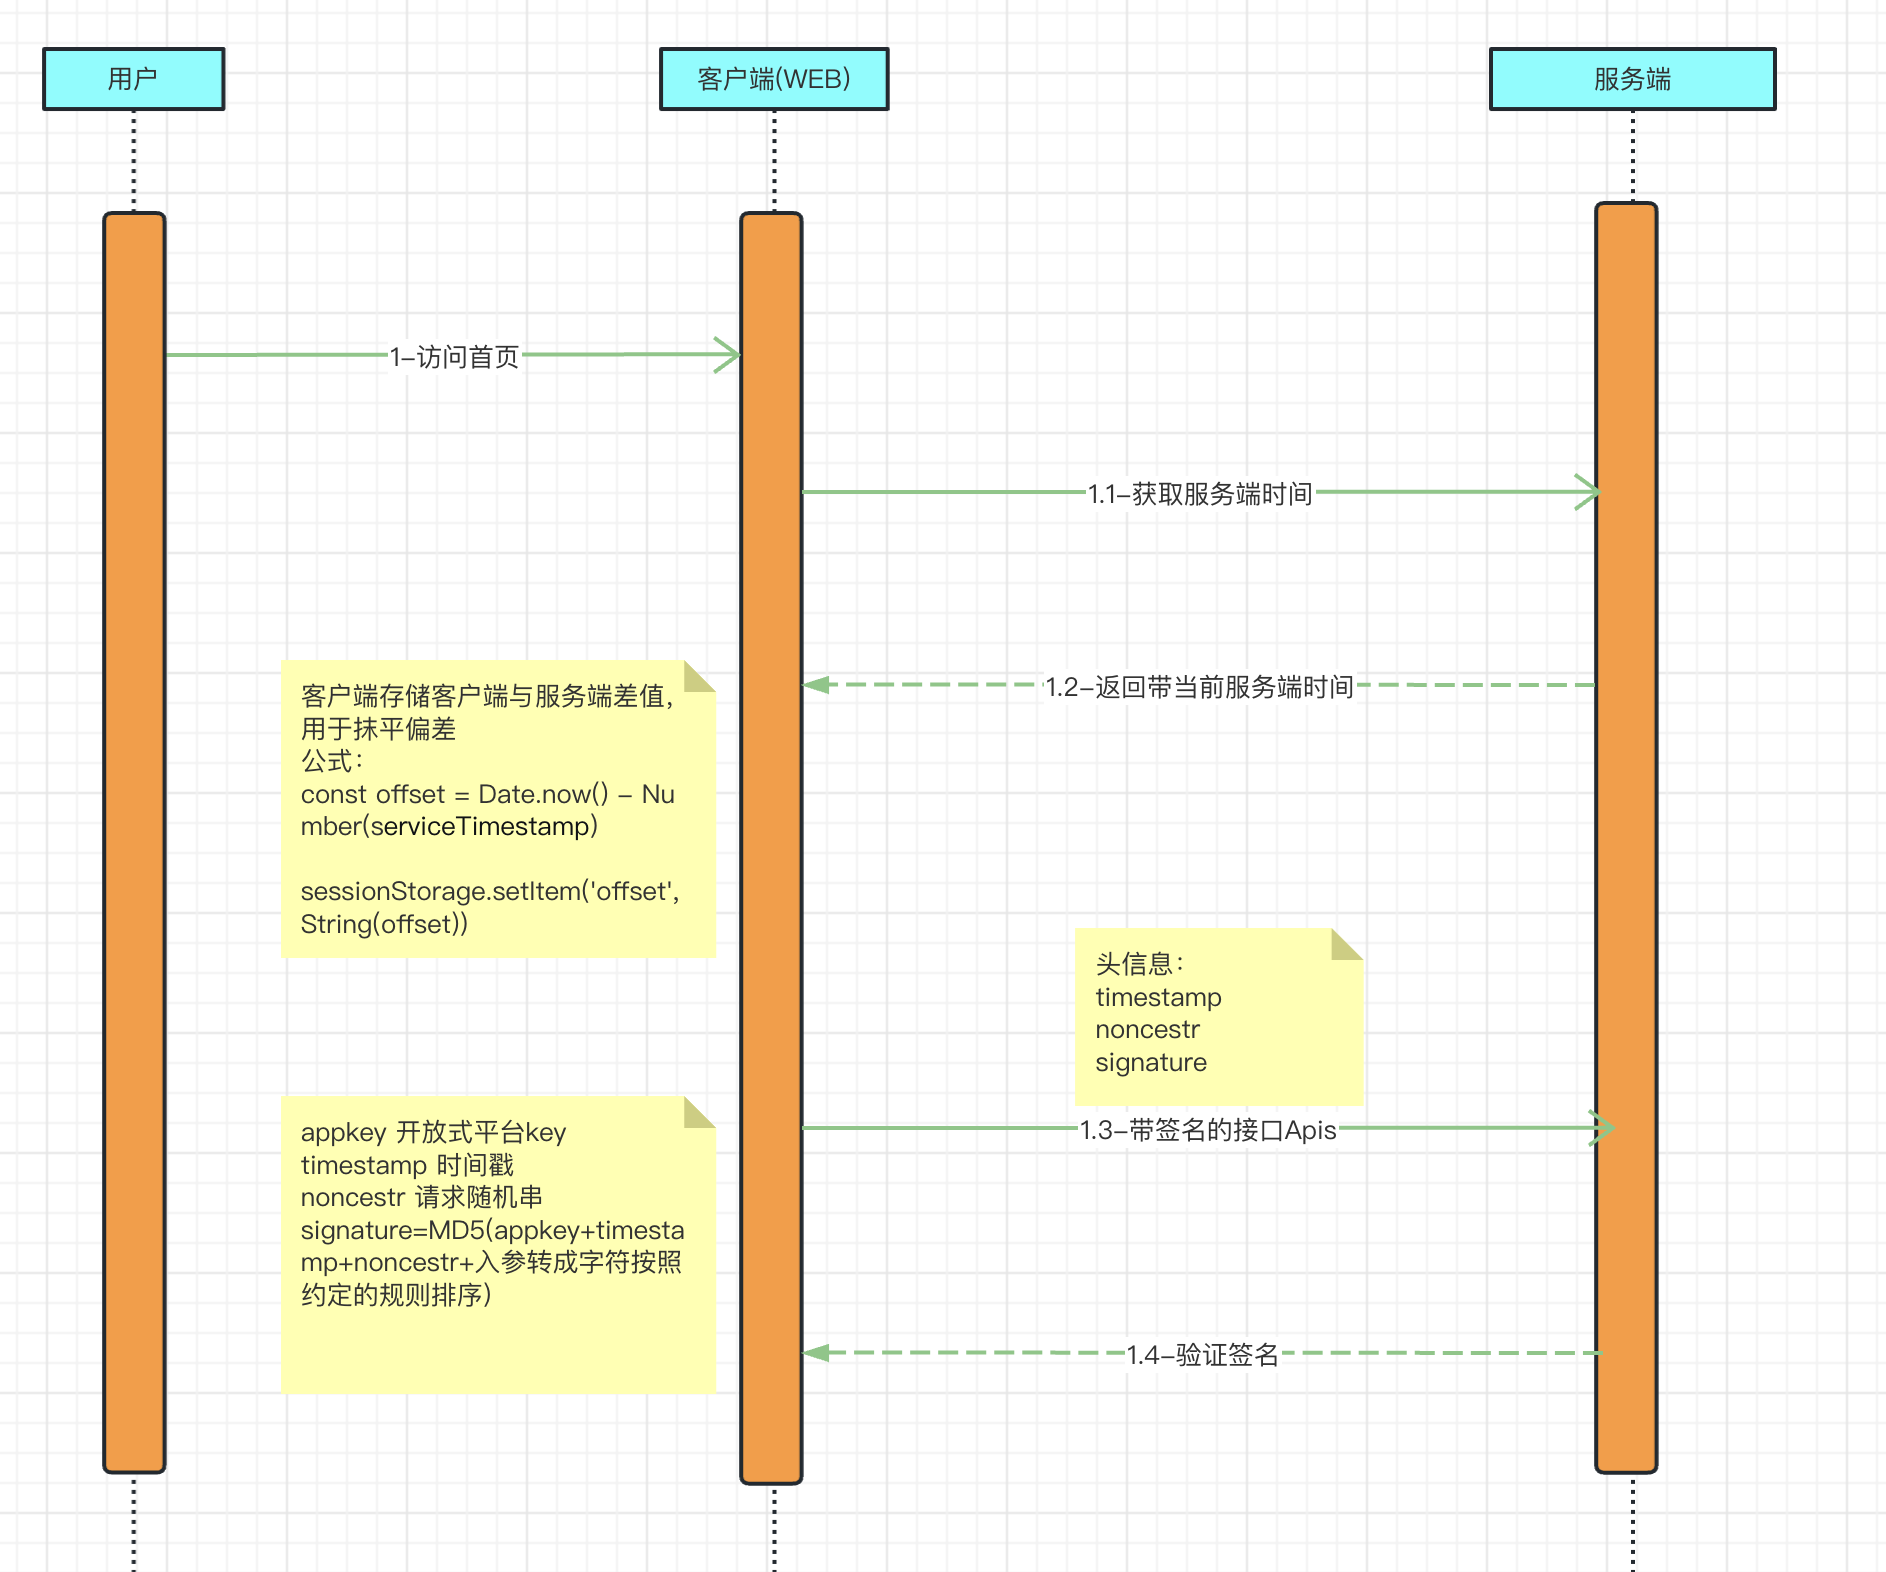 用户
客户端(WEB)
服务端
1-访问首页
1.1-获取服务端时间
1.2-返回带当前服务端时间
客户端存储客户端与服务端差值，
用于抹平偏差
公式：
const offset = Date.now() - Nu
mber(serviceTimestamp)
sessionStorage.setItem('offset',
String(offset))
头信息：
timestamp
noncestr
signature
1.3-带签名的接口Apis
appkey 开放式平台key
timestamp 时间戳
noncestr 请求随机串
signature=MD5(appkey+timesta
mp+noncestr+入参转成字符按照
约定的规则排序)
1.4-验证签名